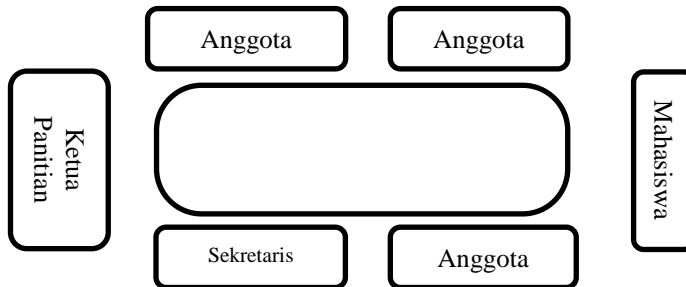 Anggota
Anggota
Ketua
Panitian
Mahasiswa
Sekretaris
Anggota